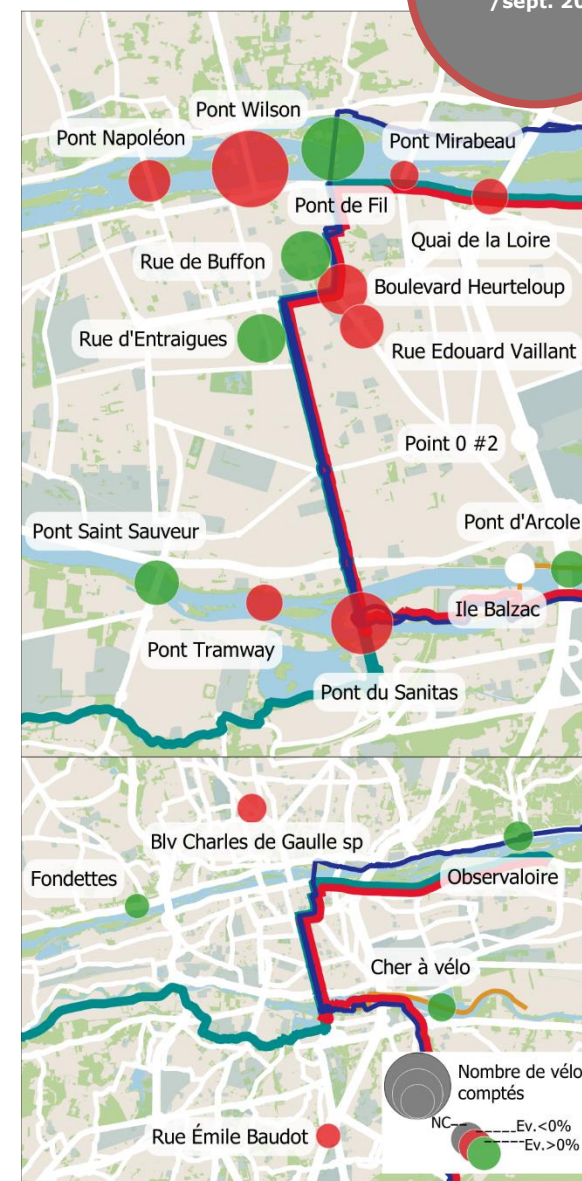 /sept. 20
Pont Wilson
Pont Napoléon
Pont Mirabeau
Pont de Fil
Quai de la Loire
Rue de Buffon
Boulevard Heurteloup
Rue d'Entraigues
Rue Edouard Vaillant
Point 0 #2
Pont d'Arcole
Pont Saint Sauveur
Ile Balzac
Pont Tramway
Pont du Sanitas
Blv Charles de Gaulle sp
Fondettes
Observaloire
Cher à vélo
Nombre de vélo
comptés
NC
Ev.<0%
Ev.>0%
Rue Émile Baudot